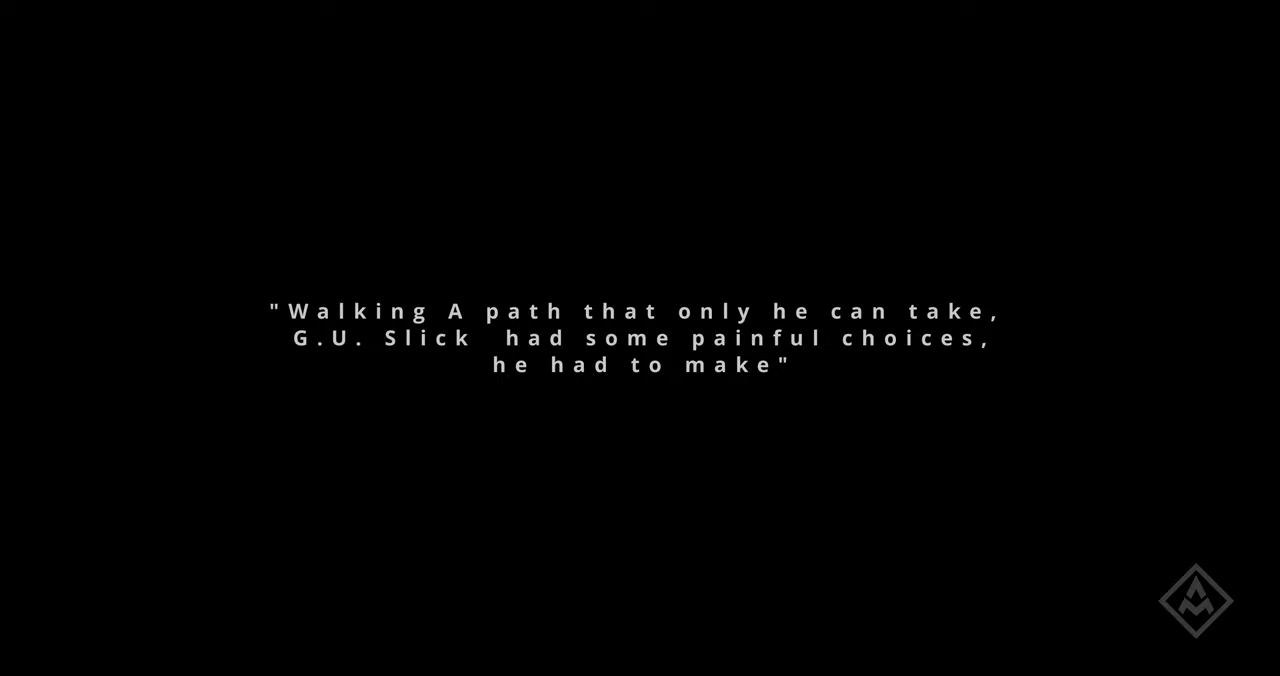 "Walking A path that only he can take,
G.U. Slick  had some painful choices,
he had to make"